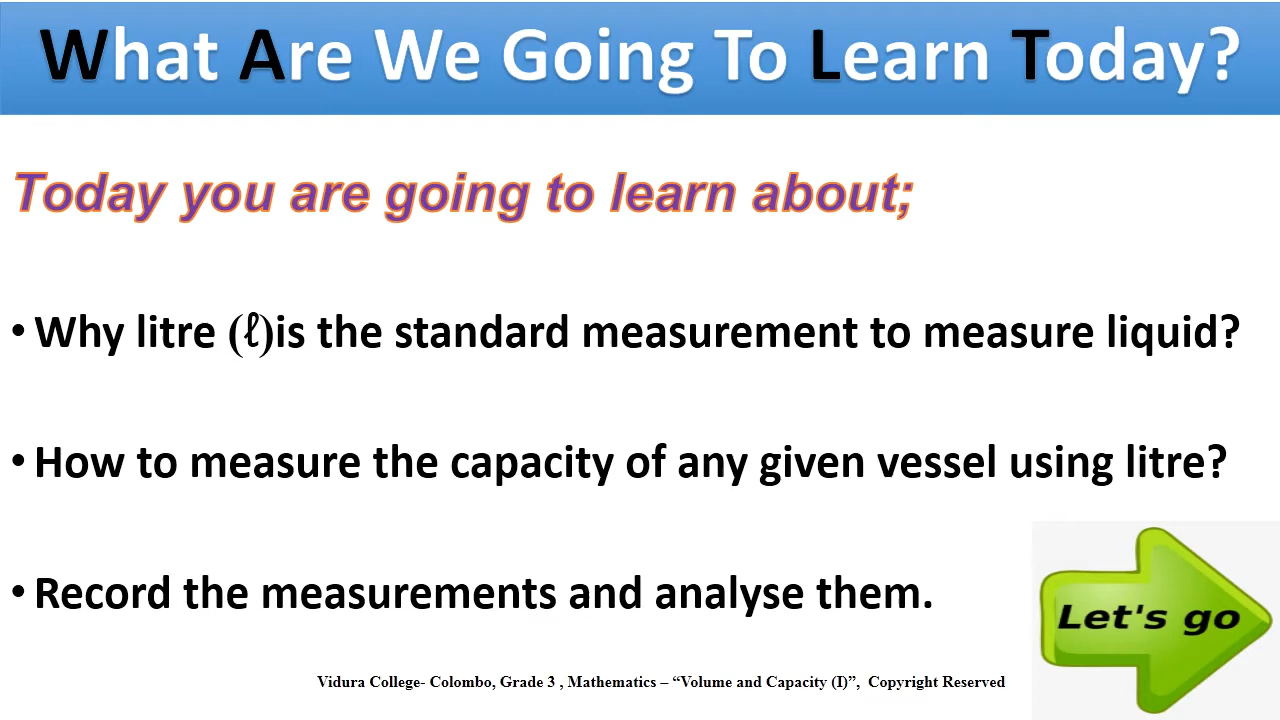 What Are We Going To Learn Today?
Today you are going to learn about;
• Why litre (ℓ)is the standard measurement to measure liquid?
• How to measure the capacity of any given vessel using litre?
• Record the measurements and analyse them.
Let's go
Vidura College- Colombo, Grade 3 , Mathematics – “Volume and Capacity (I)”, Copyright Reserved